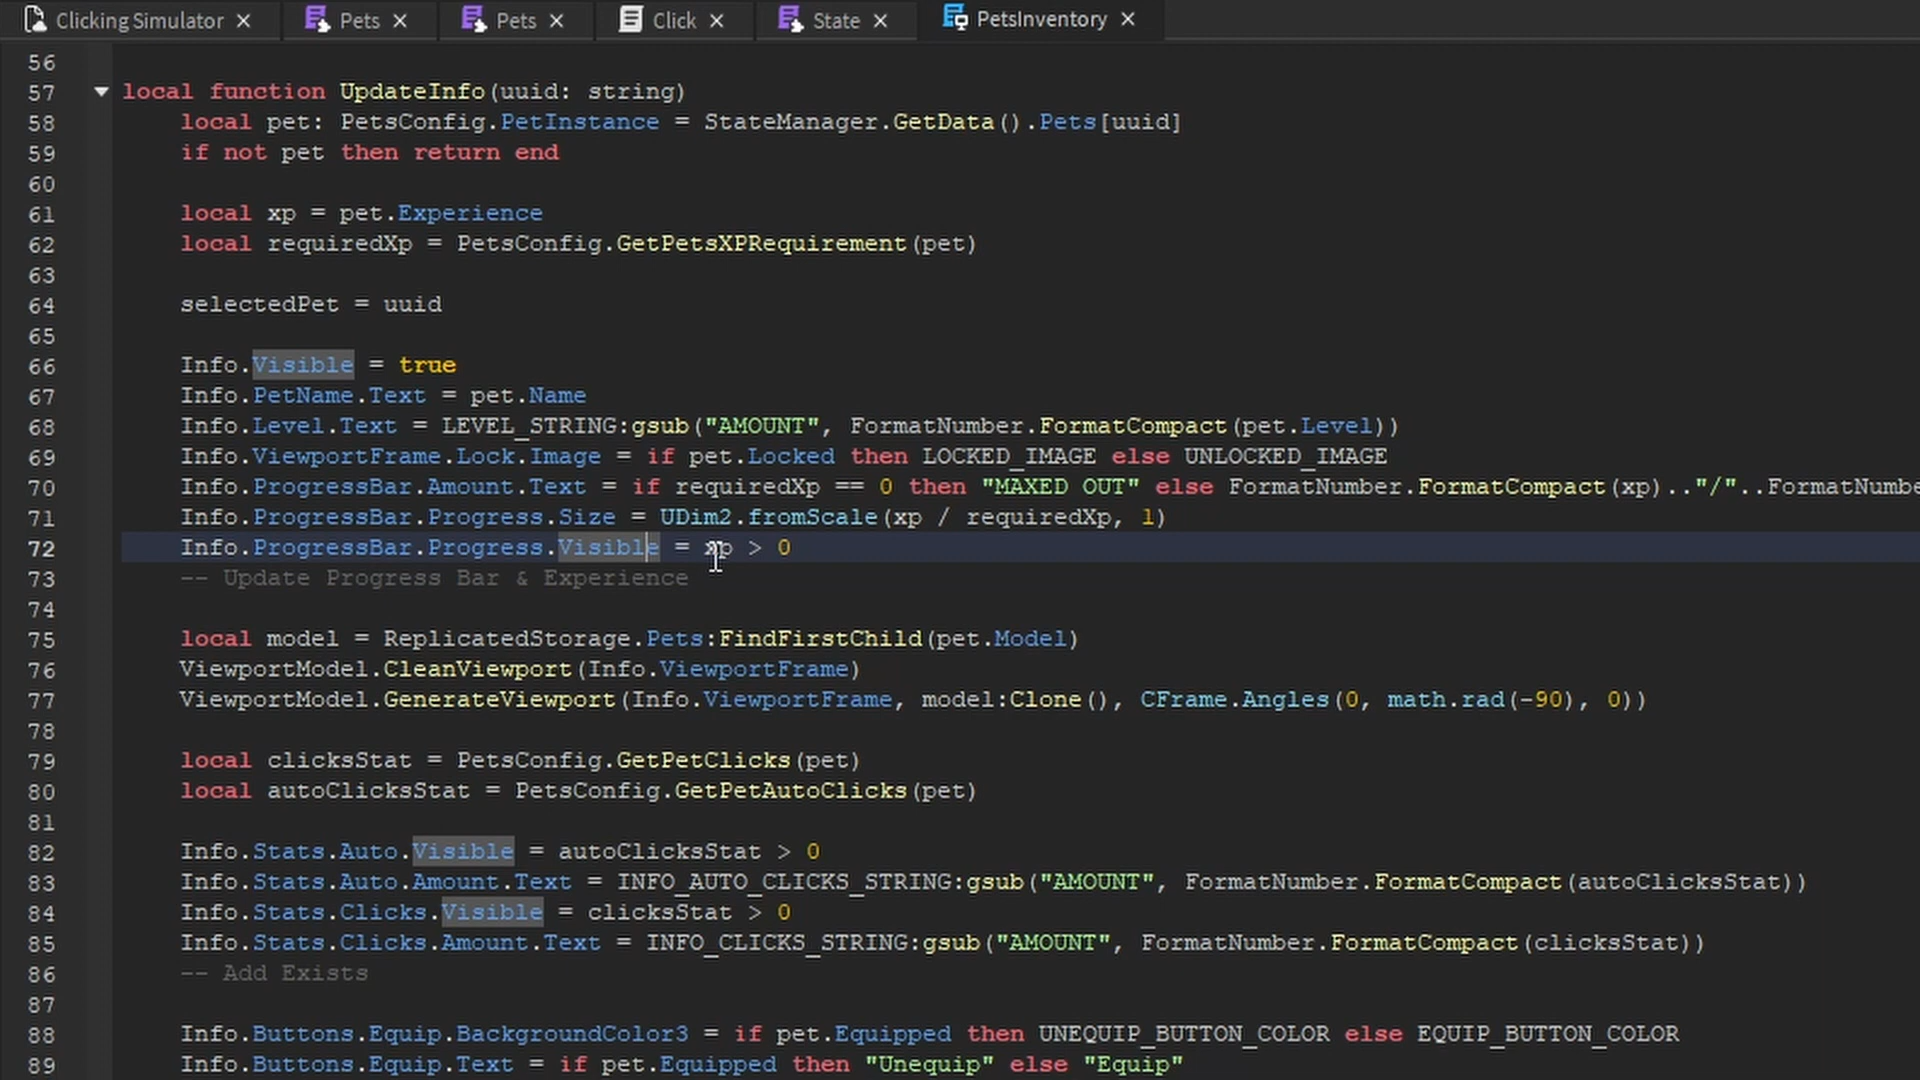 Clicking Simulator × Pets × Pets × Click × State × PetsInventory ×
56
57 local function UpdateInfo(uuid: string)
58 local pet: PetsConfig.PetInstance = StateManager.GetData().Pets[uuid]
59 if not pet then return end
60
61 local xp = pet.Experience
62 local requiredXp = PetsConfig.GetPetsXPRequirement(pet)
63
64 selectedPet = uuid
65
66 Info.Visible = true
67 Info.PetName.Text = pet.Name
68 Info.Level.Text = LEVEL_STRING:gsub("AMOUNT", FormatNumber.FormatCompact(pet.Level))
69 Info.ViewportFrame.Lock.Image = if pet.Locked then LOCKED_IMAGE else UNLOCKED_IMAGE
70 Info.ProgressBar.Amount.Text = if requiredXp == 0 then "MAXED OUT" else FormatNumber.FormatCompact(xp).."/"..FormatNumbe
71 Info.ProgressBar.Progress.Size = UDim2.fromScale(xp / requiredXp, 1)
72 Info.ProgressBar.Progress.Visible = xp > 0
73 -- Update Progress Bar & Experience
74
75 local model = ReplicatedStorage.Pets:FindFirstChild(pet.Model)
76 ViewportModel.CleanViewport(Info.ViewportFrame)
77 ViewportModel.GenerateViewport(Info.ViewportFrame, model:Clone(), CFrame.Angles(0, math.rad(-90), 0))
78
79 local clicksStat = PetsConfig.GetPetClicks(pet)
80 local autoClicksStat = PetsConfig.GetPetAutoClicks(pet)
81
82 Info.Stats.Auto.Visible = autoClicksStat > 0
83 Info.Stats.Auto.Amount.Text = INFO_AUTO_CLICKS_STRING:gsub("AMOUNT", FormatNumber.FormatCompact(autoClicksStat))
84 Info.Stats.Clicks.Visible = clicksStat > 0
85 Info.Stats.Clicks.Amount.Text = INFO_CLICKS_STRING:gsub("AMOUNT", FormatNumber.FormatCompact(clicksStat))
86 -- Add Exists
87
88 Info.Buttons.Equip.BackgroundColor3 = if pet.Equipped then UNEQUIP_BUTTON_COLOR else EQUIP_BUTTON_COLOR
89 Info.Buttons.Equip.Text = if pet.Equipped then "Unequip" else "Equip"